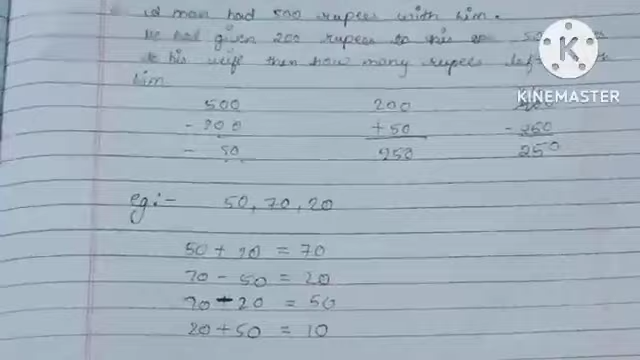 a man had 500 rupees with him.
He had given 200 rupees to his 50
to his wife then how many rupees left
him.
500 200
- 200 + 50 - 250
- 50 250 250
eg:- 50, 70, 20
50 + 20 = 70
70 - 50 = 20
70 - 20 = 50
20 + 50 = 10
KINEMASTER